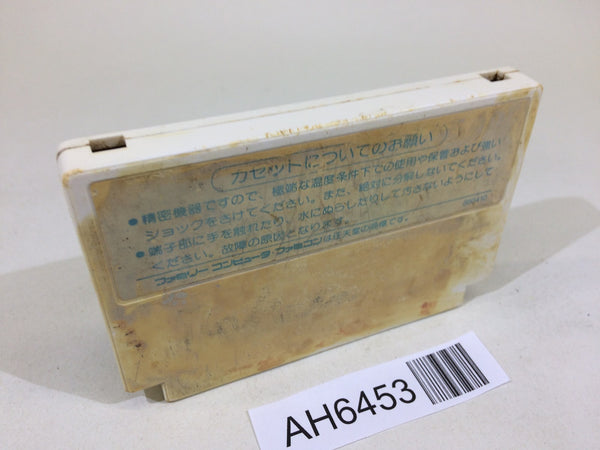 カセットについてのお願い
●精密機器ですので、極端な温度条件下での使用や保管および強い
ショックをさけてください。また、絶対に分解しないでください。
●端子部に手を触れたり、水にぬらしたりして汚さないようにして
ください。故障の原因となります。
ファミリーコンピュータ・ファミコンは任天堂の商標です。
AH6453